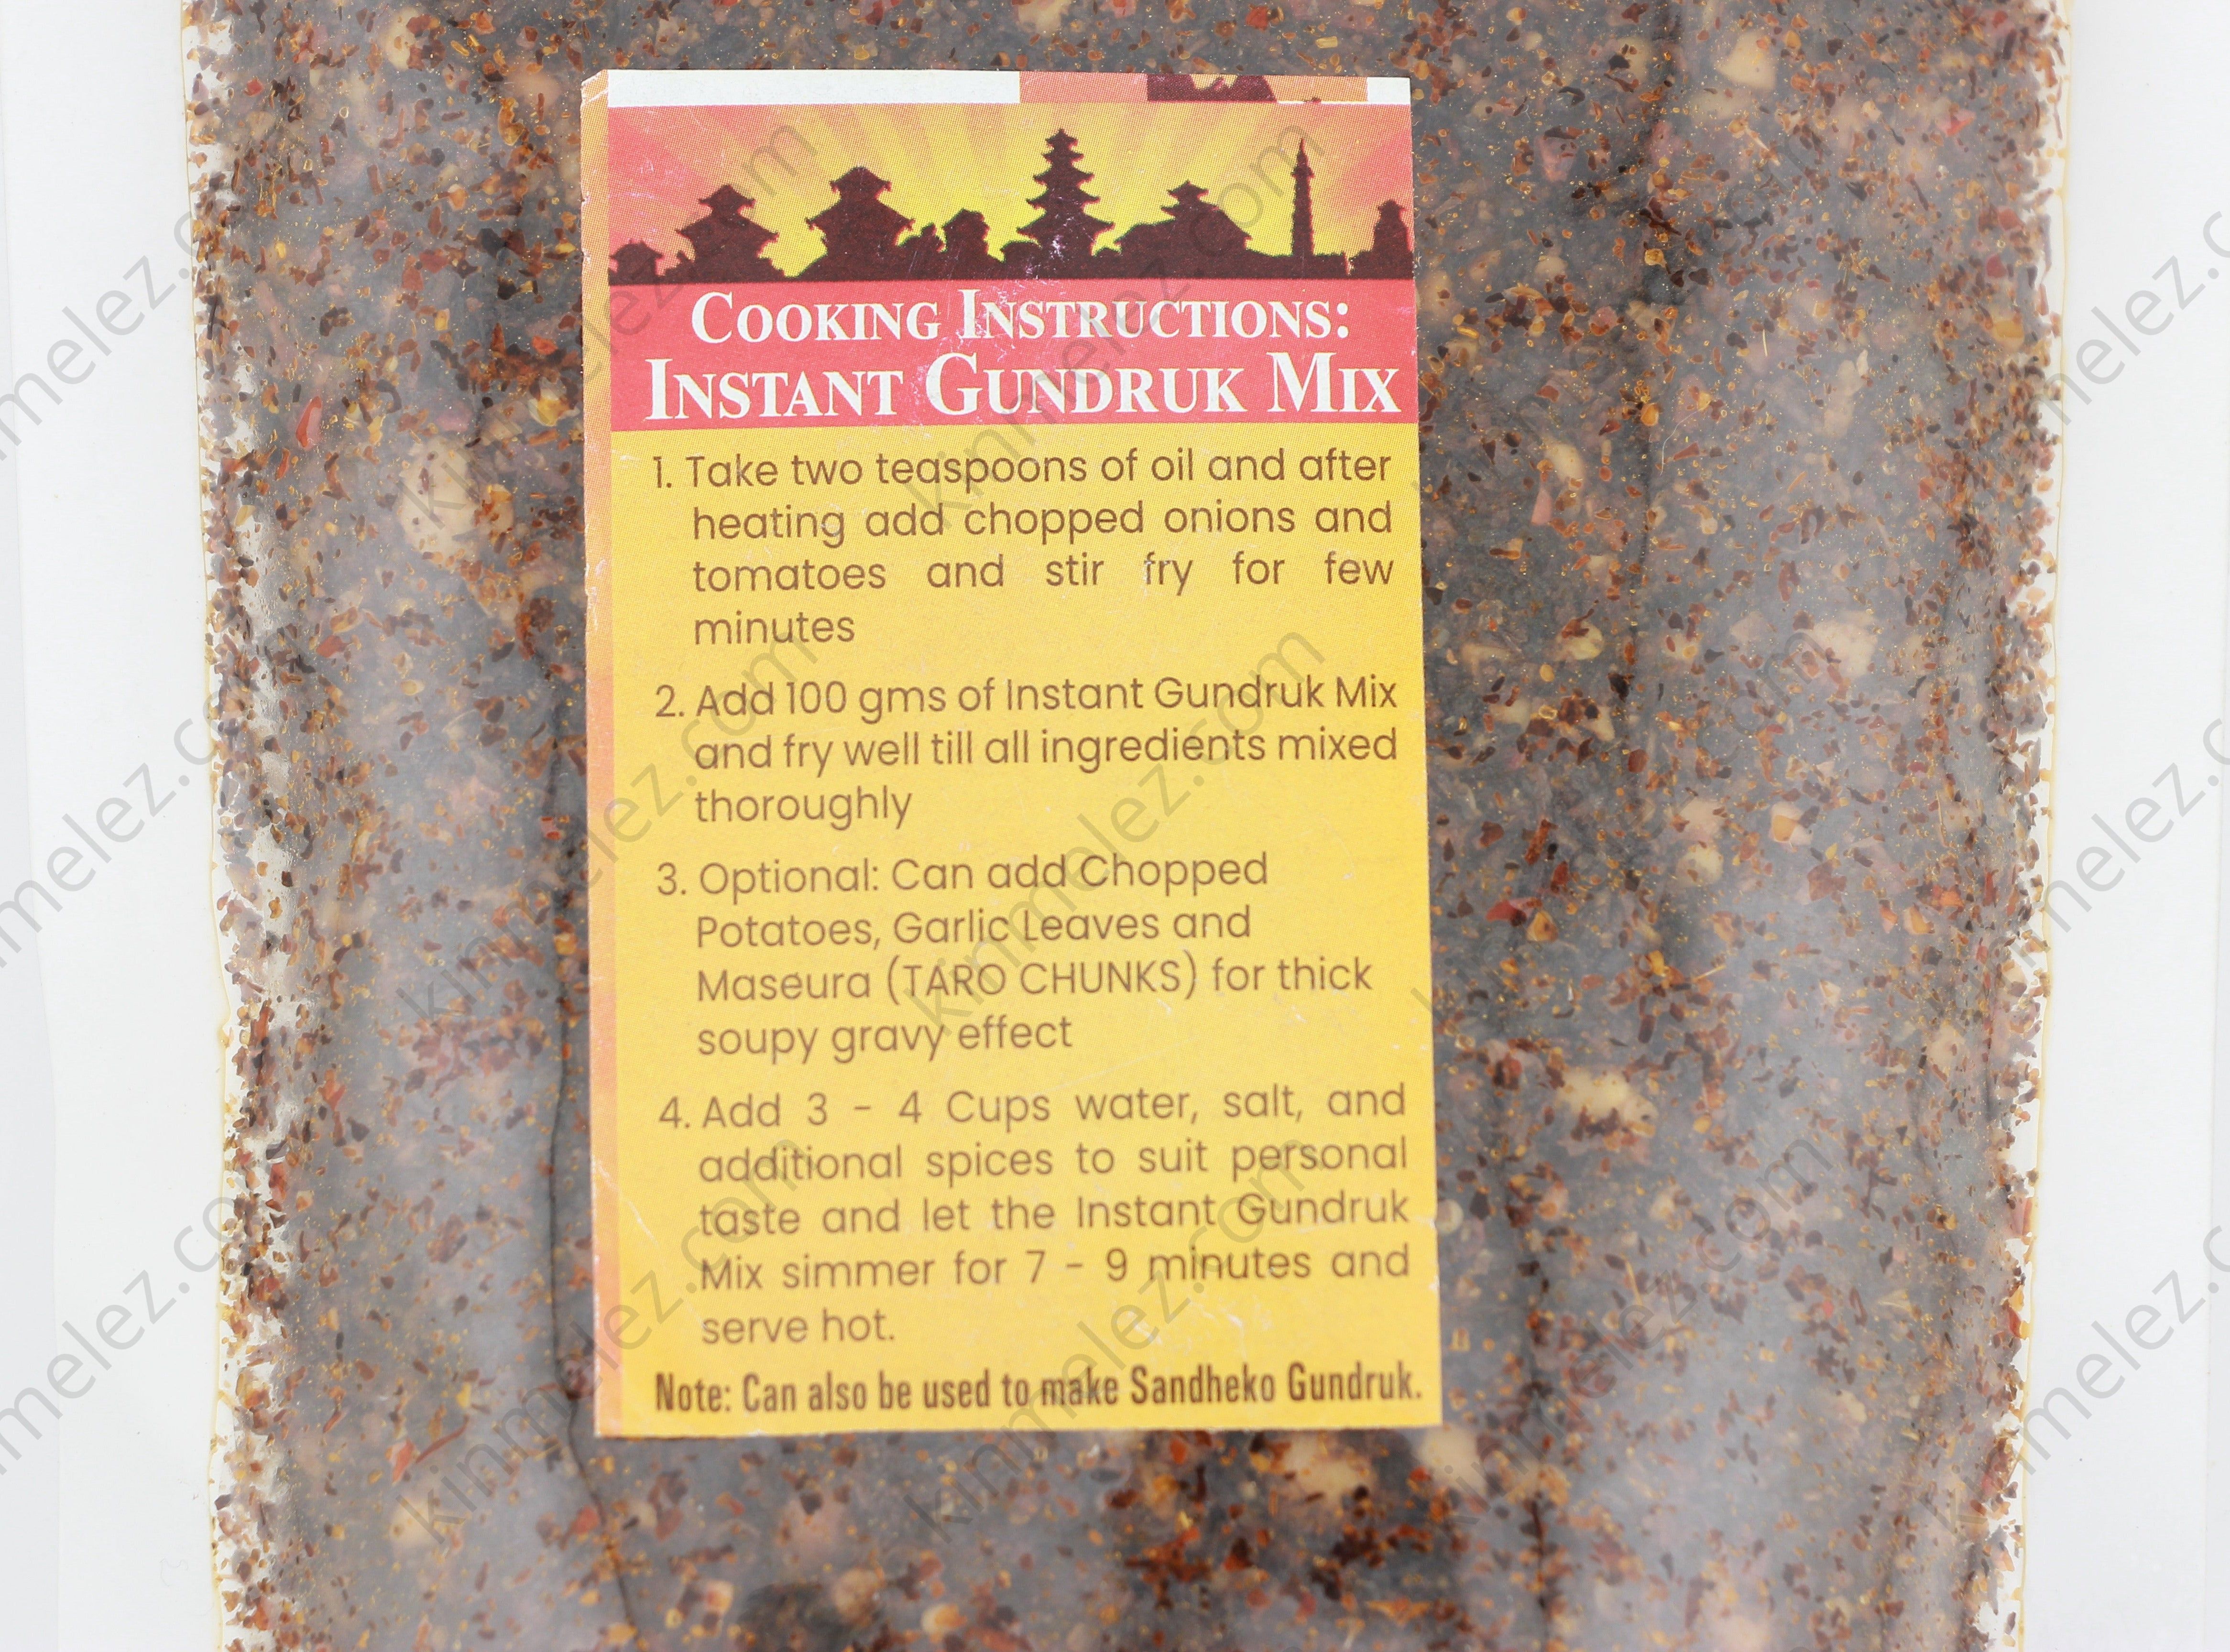 COOKING INSTRUCTIONS:
INSTANT GUNDRUK MIX
1. Take two teaspoons of oil and after
heating add chopped onions and
tomatoes and stir fry for few
minutes
2. Add 100 gms of Instant Gundruk Mix
and fry well till all ingredients mixed
thoroughly
3. Optional: Can add Chopped
Potatoes, Garlic Leaves and
Maseura (TARO CHUNKS) for thick
soupy gravy effect
4. Add 3 - 4 Cups water, salt, and
additional spices to suit personal
taste and let the Instant Gundruk
Mix simmer for 7 - 9 minutes and
serve hot.
Note: Can also be used to make Sandheko Gundruk.
kinmelez.com